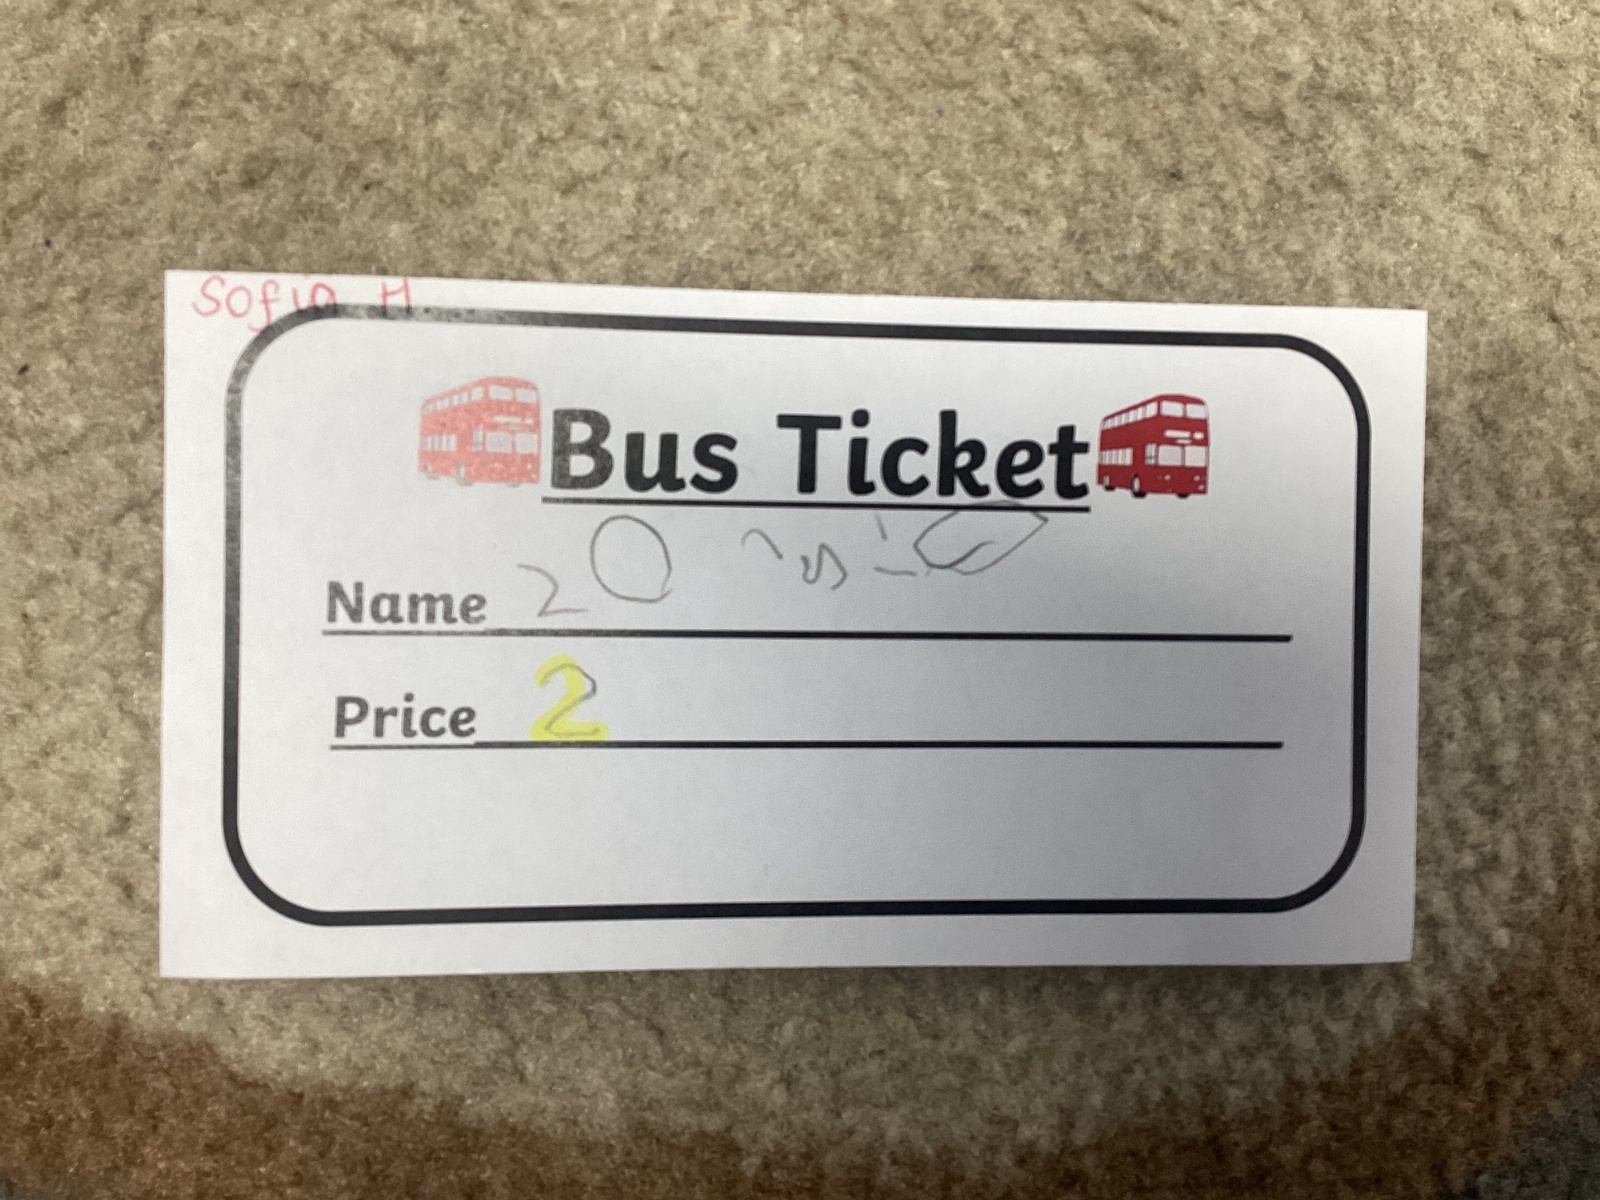 Sofia H
Bus Ticket
Name
Price 2